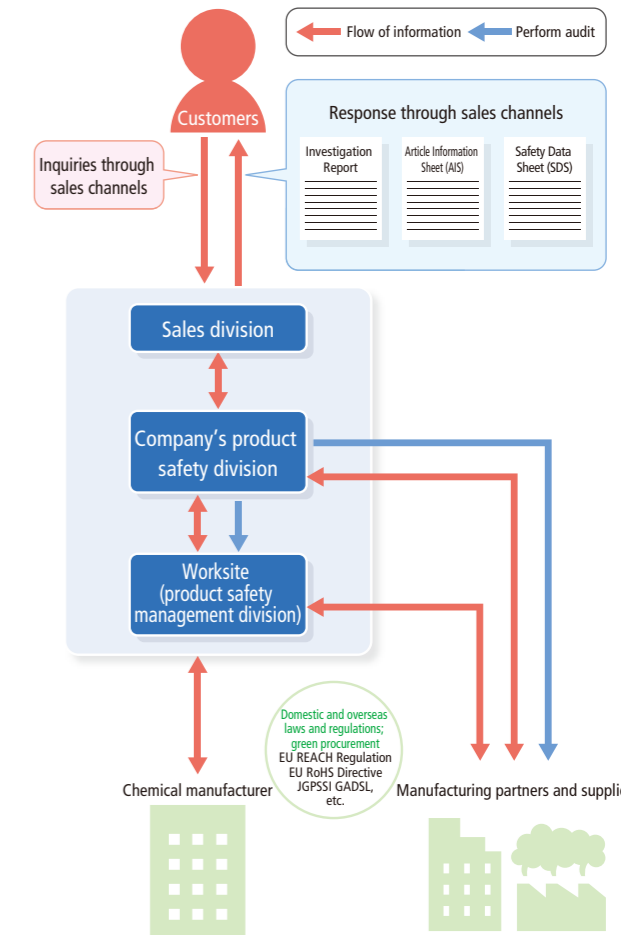 Flow of information
Perform audit
Customers
Inquiries through
sales channels
Response through sales channels
Investigation
Report
Article Information
Sheet (AIS)
Safety Data
Sheet (SDS)
Sales division
Company's product
safety division
Worksite
(product safety
management division)
Domestic and overseas
laws and regulations;
green procurement
EU REACH Regulation
EU RoHS Directive
JGPSSI GADSL,
etc.
Chemical manufacturer
Manufacturing partners and supplie